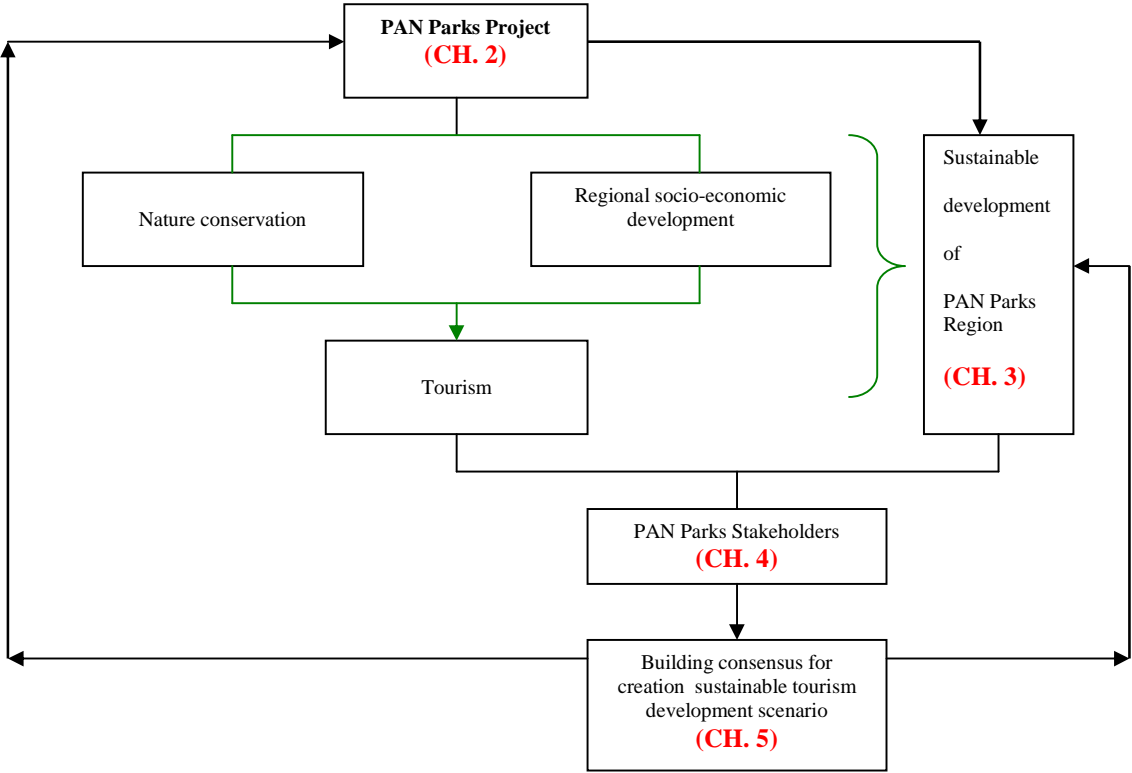 PAN Parks Project
(CH. 2)
Nature conservation
Regional socio-economic
development
Sustainable
development
of
PAN Parks
Region
(CH. 3)
Tourism
PAN Parks Stakeholders
(CH. 4)
Building consensus for
creation sustainable tourism
development scenario
(CH. 5)